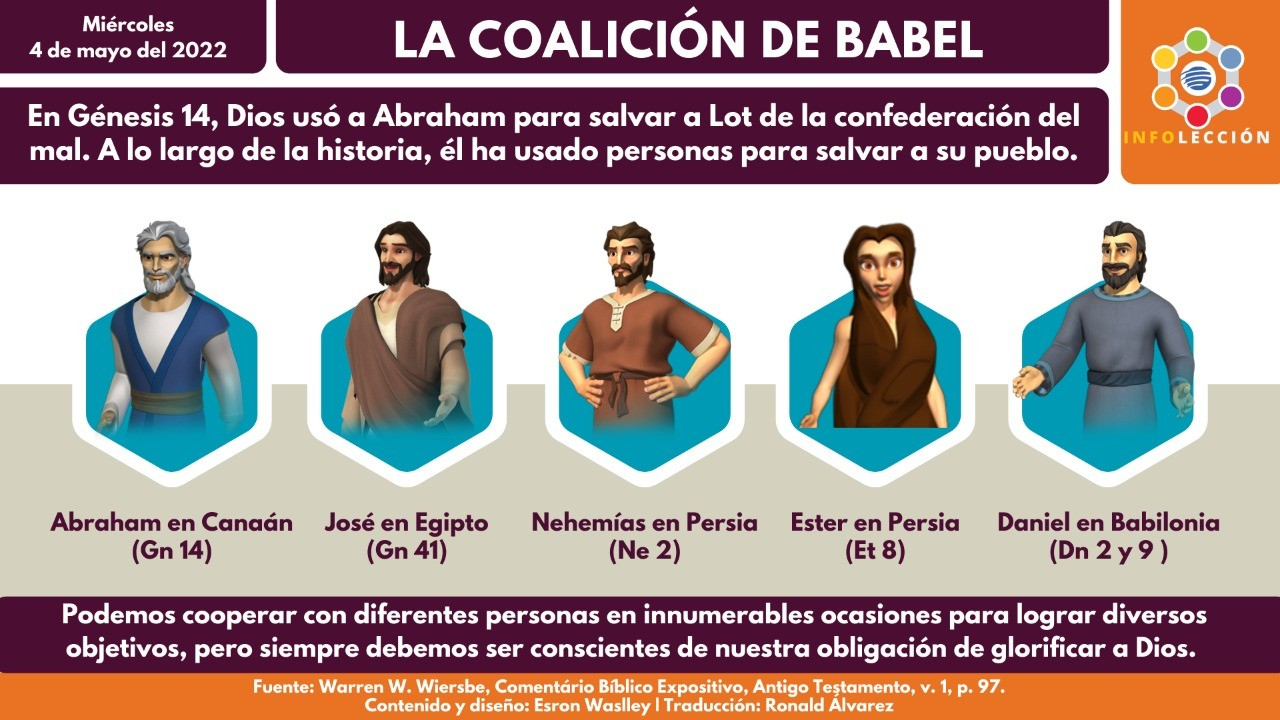 Miércoles
4 de mayo del 2022
LA COALICIÓN DE BABEL
INFOLECCIÓN
En Génesis 14, Dios usó a Abraham para salvar a Lot de la confederación del
mal. A lo largo de la historia, él ha usado personas para salvar a su pueblo.
Abraham en Canaán
(Gn 14)
José en Egipto
(Gn 41)
Nehemías en Persia
(Ne 2)
Ester en Persia
(Et 8)
Daniel en Babilonia
(Dn 2 y 9 )
Podemos cooperar con diferentes personas en innumerables ocasiones para lograr diversos
objetivos, pero siempre debemos ser conscientes de nuestra obligación de glorificar a Dios.
Fuente: Warren W. Wiersbe, Comentário Bíblico Expositivo, Antigo Testamento, v. 1, p. 97.
Contenido y diseño: Esron Waslley | Traducción: Ronald Álvarez